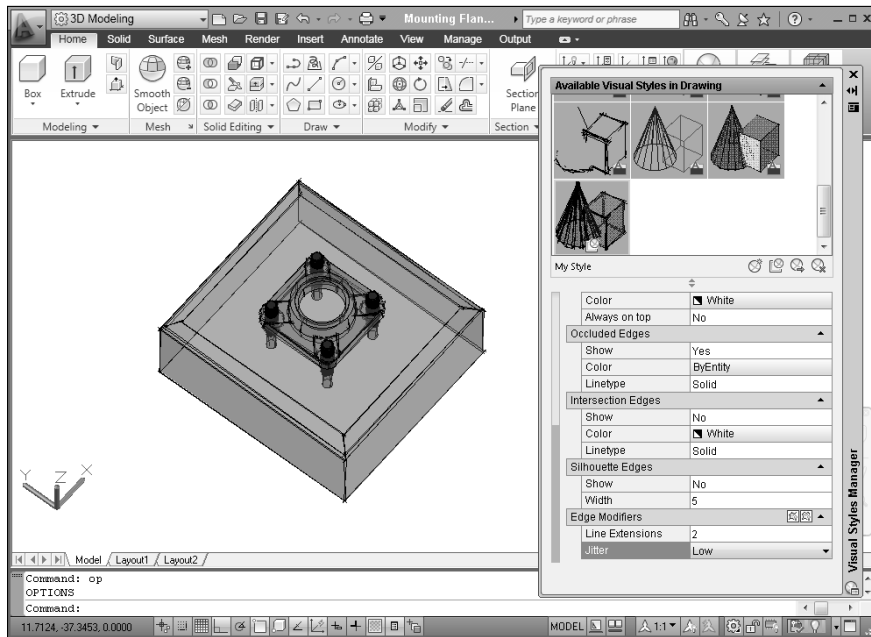 3D Modeling
Mounting Flan...
Type a keyword or phrase
Home Solid Surface Mesh Render Insert Annotate View Manage Output
Box
Extrude
Smooth
Object
Section
Plane
Modeling
Mesh
Solid Editing
Draw
Modify
Section
Available Visual Styles in Drawing
My Style
Color White
Always on top No
Occluded Edges
Show Yes
Color ByEntity
Linetype Solid
Intersection Edges
Show No
Color White
Linetype Solid
Silhouette Edges
Show No
Width 5
Edge Modifiers
Line Extensions 2
Jitter Low
Visual Styles Manager
Y Z X
Model Layout1 Layout2
Command: op
OPTIONS
Command:
11.7124, -37.3453, 0.0000
MODEL
1:1